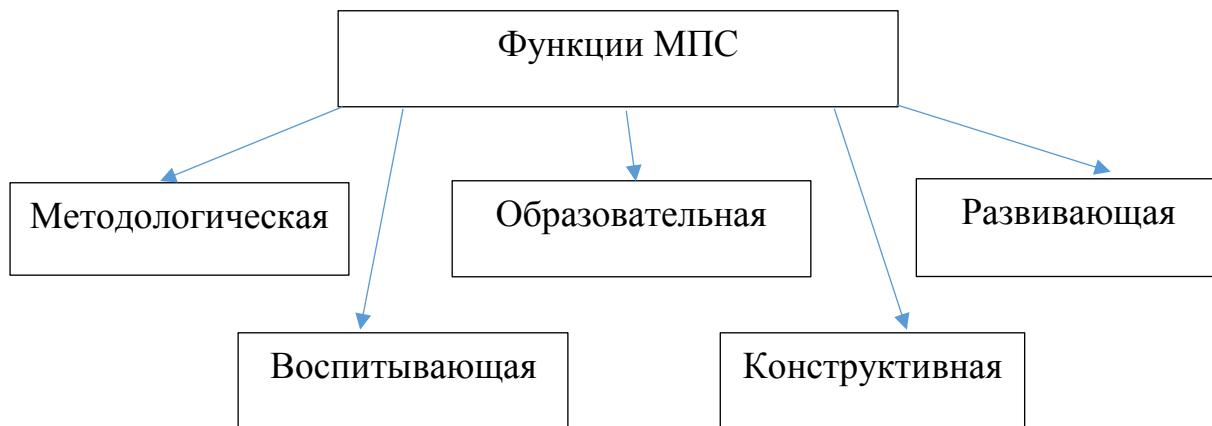 Функции МПС
Методологическая
Образовательная
Развивающая
Воспитывающая
Конструктивная